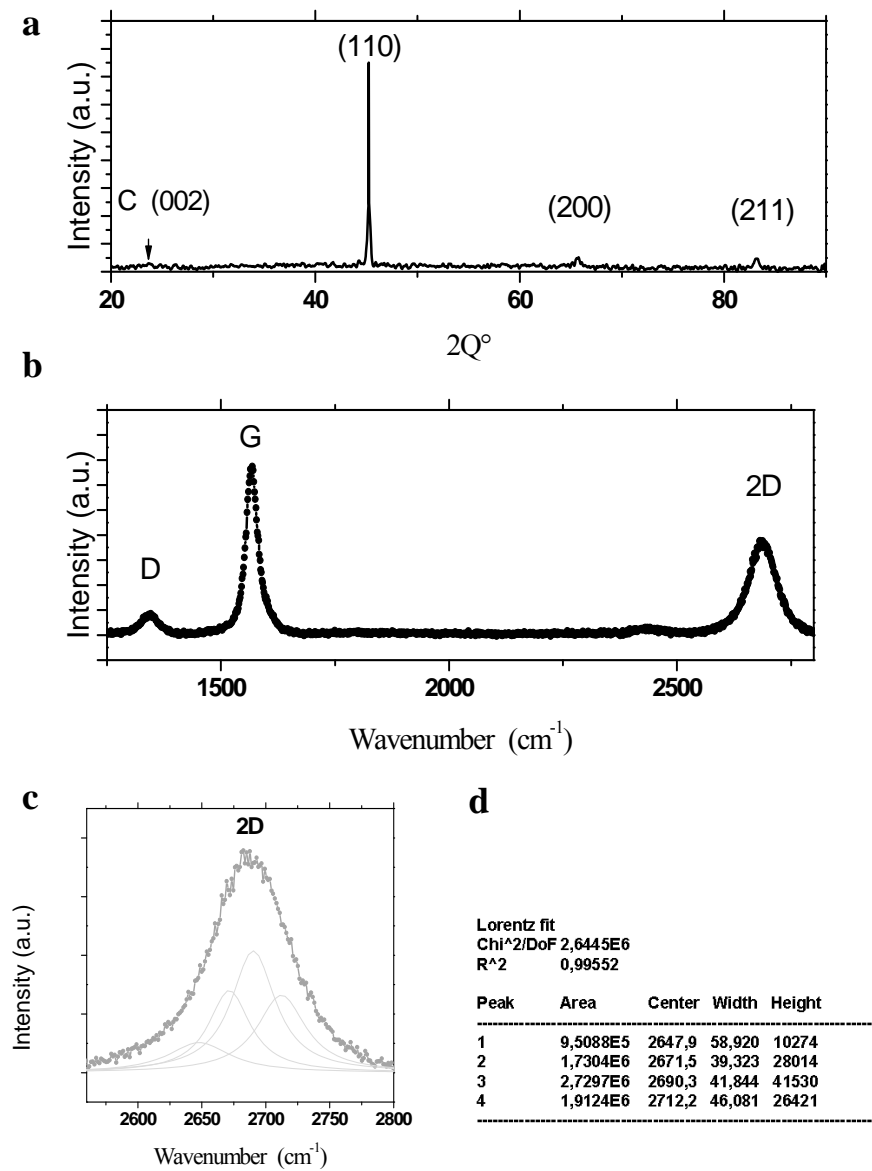 a
Intensity (a.u.)
(110)
C (002)
(200)
(211)
20 40 60 80
2Q°
b
Intensity (a.u.)
D
G
2D
1500 2000 2500
Wavenumber (cm⁻¹)
c
2D
Intensity (a.u.)
2600 2650 2700 2750 2800
Wavenumber (cm⁻¹)
d
Lorentz fit
Chi^2/DoF 2,6445E6
R^2 0,99552
Peak Area Center Width Height
1 9,5088E5 2647,9 58,920 10274
2 1,7304E6 2671,5 39,323 28014
3 2,7297E6 2690,3 41,844 41530
4 1,9124E6 2712,2 46,081 26421